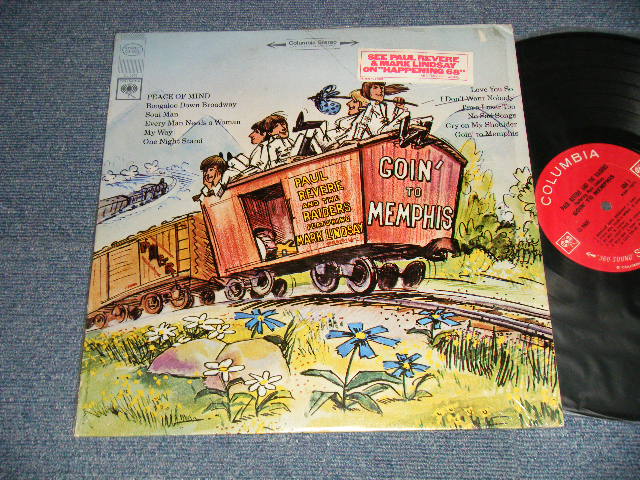 Columbia Stereo
SEE PAUL REVERE
& MARK LINDSAY
ON "HAPPENING 68"
PEACE OF MIND
Boogaloo Down Broadway
Soul Man
Every Man Needs a Woman
My Way
One Night Stand
Love You So
I Don't Want Nobody
I'm a Loser Too
No Sad Songs
Cry on My Shoulder
Goin' to Memphis
PAUL
REVERE
AND THE
RAIDERS
FEATURING
MARK LINDSAY
GOIN'
TO
MEMPHIS
COLUMBIA